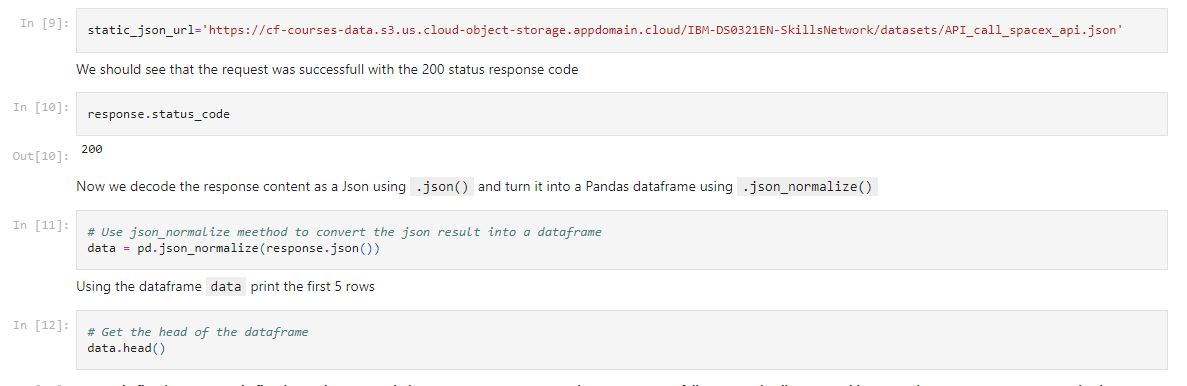 In [9]:
static_json_url='https://cf-courses-data.s3.us.cloud-object-storage.appdomain.cloud/IBM-DS0321EN-SkillsNetwork/datasets/API_call_spacex_api.json'
We should see that the request was successfull with the 200 status response code
In [10]:
response.status_code
Out[10]:
200
Now we decode the response content as a Json using .json() and turn it into a Pandas dataframe using .json_normalize()
In [11]:
# Use json_normalize meethod to convert the json result into a dataframe
data = pd.json_normalize(response.json())
Using the dataframe data print the first 5 rows
In [12]:
# Get the head of the dataframe
data.head()